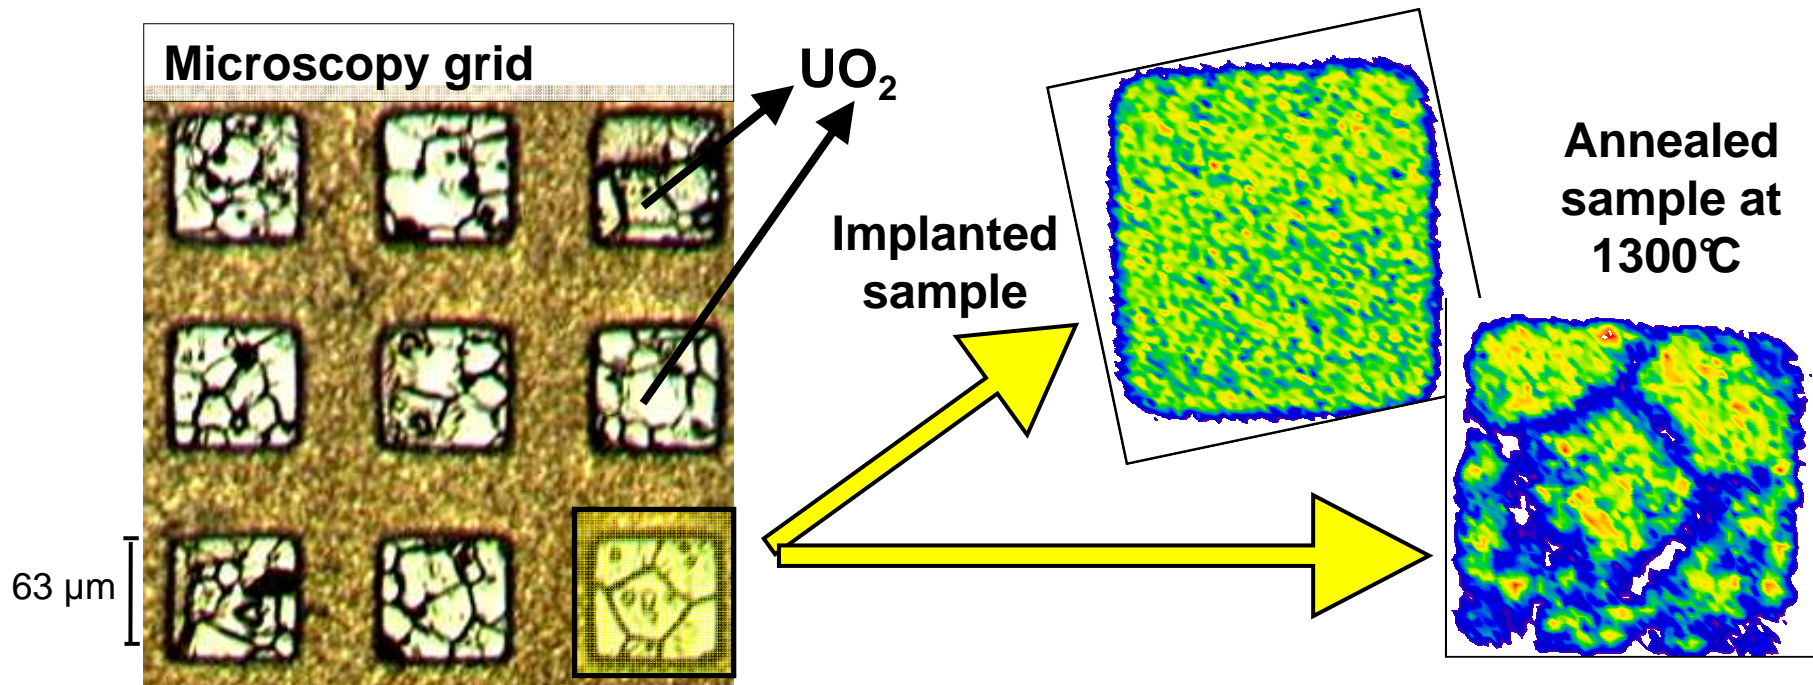 Microscopy grid
UO₂
Implanted
sample
Annealed
sample at
1300℃
63 µm